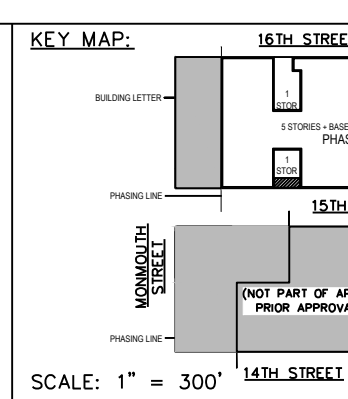 KEY MAP:
16TH STREE
BUILDING LETTER
1
STOR
5 STORIES + BASE
PHAS
1
STOR
PHASING LINE
15TH
MONMOUTH
STREET
(NOT PART OF AP
PRIOR APPROVA
PHASING LINE
SCALE: 1" = 300'
14TH STREET